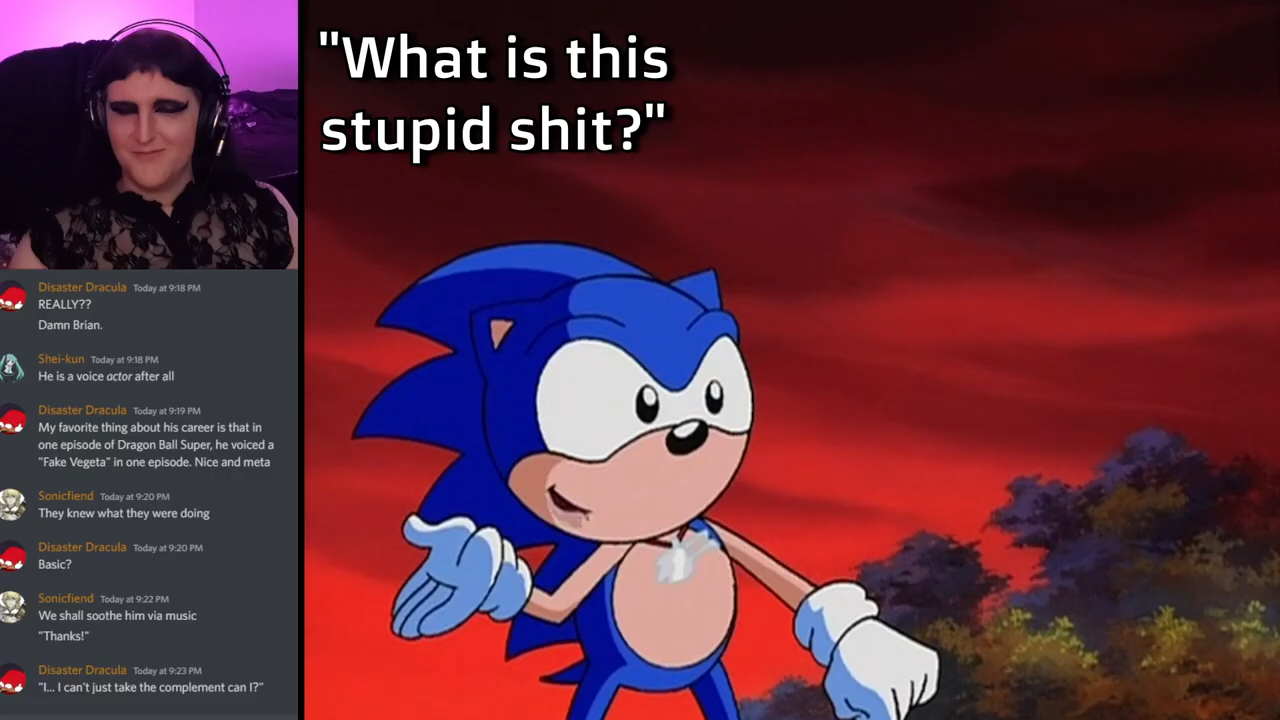 "What is this
stupid shit?"
Disaster Dracula Today at 9:18 PM
REALLY??
Damn Brian.
Shei-kun Today at 9:18 PM
He is a voice actor after all
Disaster Dracula Today at 9:19 PM
My favorite thing about his career is that in
one episode of Dragon Ball Super, he voiced a
"Fake Vegeta" in one episode. Nice and meta
Sonicfiend Today at 9:20 PM
They knew what they were doing
Disaster Dracula Today at 9:20 PM
Basic?
Sonicfiend Today at 9:22 PM
We shall soothe him via music
"Thanks!"
Disaster Dracula Today at 9:23 PM
"I... I can't just take the complement can I?"